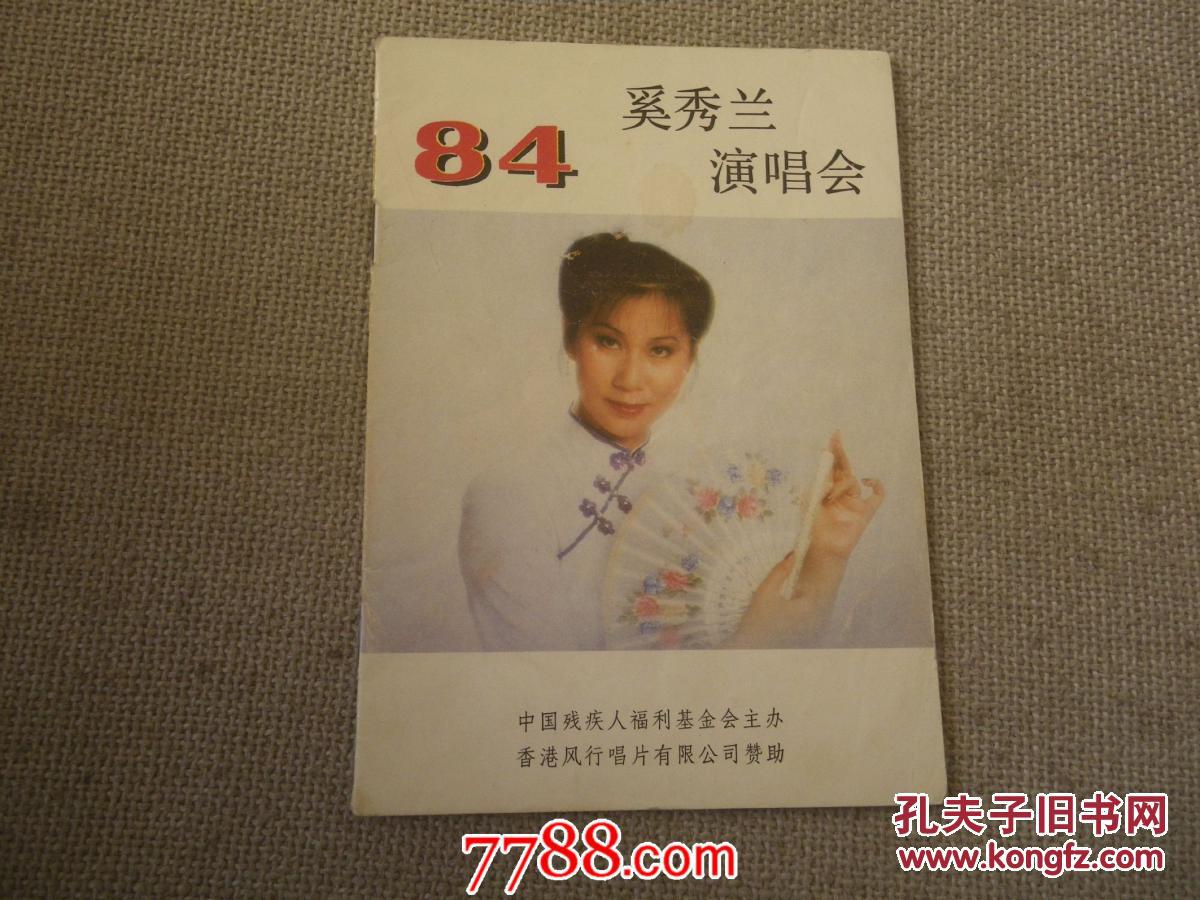 84
奚秀兰
演唱会
中国残疾人福利基金会主办
香港风行唱片有限公司赞助
7788.com
孔夫子旧书网
www.kongfz.com